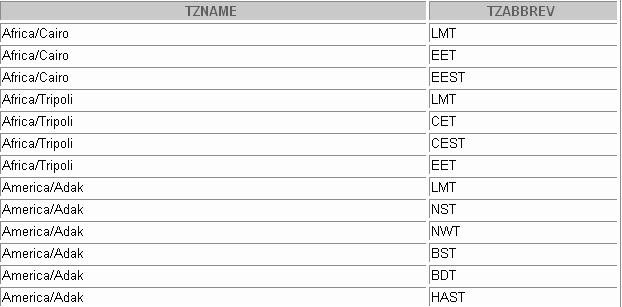 TZNAME TZABBREV
Africa/Cairo LMT
Africa/Cairo EET
Africa/Cairo EEST
Africa/Tripoli LMT
Africa/Tripoli CET
Africa/Tripoli CEST
Africa/Tripoli EET
America/Adak LMT
America/Adak NST
America/Adak NWT
America/Adak BST
America/Adak BDT
America/Adak HAST